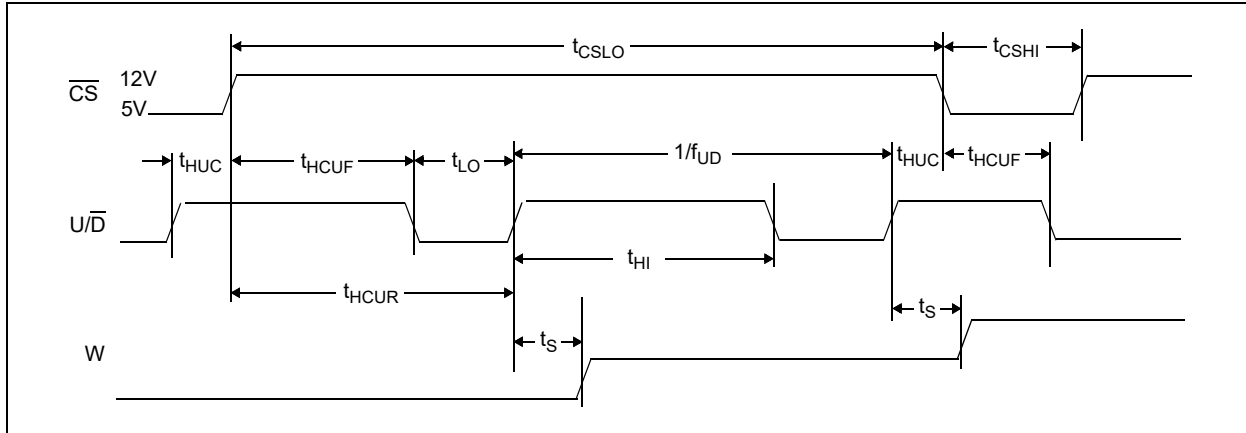 tCSLO
tCSHI
CS 12V
5V
tHUC tHCUF tLO 1/fUD tHUC tHCUF
U/D
tHI
tHCUR
tS
tS
W